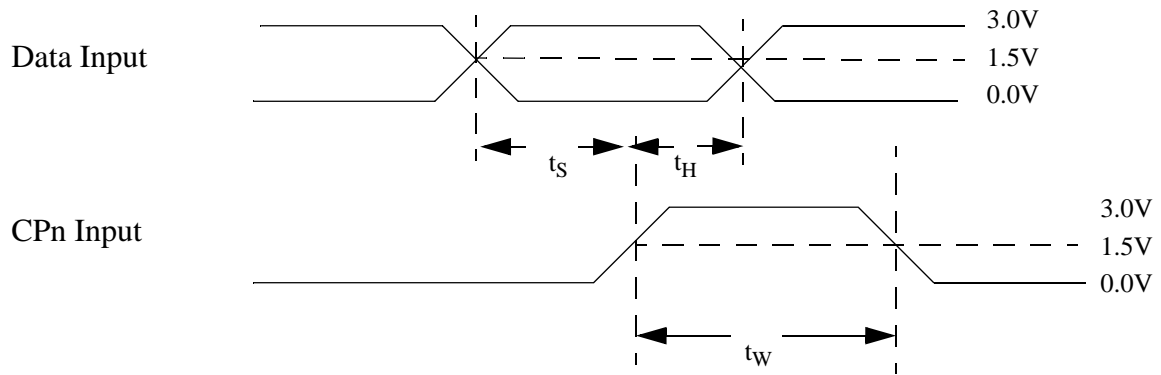 3.0V
Data Input
1.5V
0.0V
tS
tH
3.0V
CPn Input
1.5V
0.0V
tW